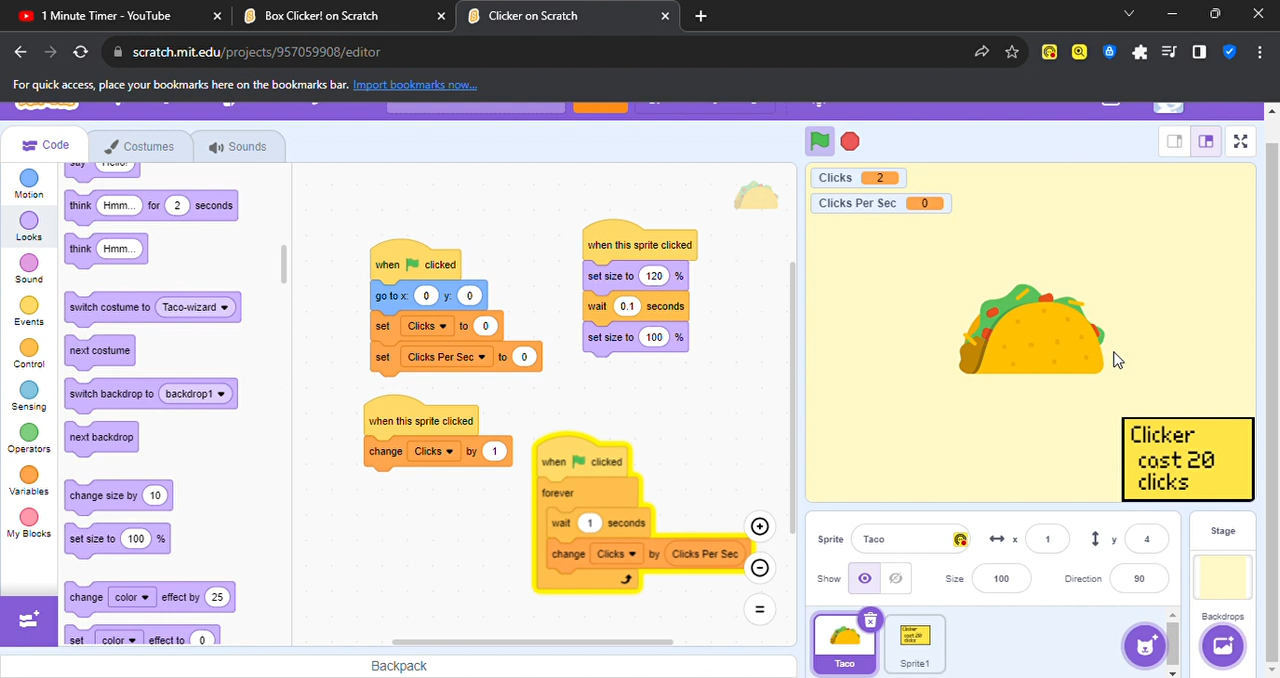 1 Minute Timer - YouTube
Box Clicker! on Scratch
Clicker on Scratch
scratch.mit.edu/projects/957059908/editor
For quick access, place your bookmarks here on the bookmarks bar. Import bookmarks now...
Code
Costumes
Sounds
Motion
Looks
Sound
Events
Control
Sensing
Operators
Variables
My Blocks
think Hmm... for 2 seconds
think Hmm...
switch costume to Taco-wizard
next costume
switch backdrop to backdrop1
next backdrop
change size by 10
set size to 100 %
change color effect by 25
set color effect to 0
when clicked
go to x: 0 y: 0
set Clicks to 0
set Clicks Per Sec to 0
when this sprite clicked
set size to 120 %
wait 0.1 seconds
set size to 100 %
when this sprite clicked
change Clicks by 1
when clicked
forever
wait 1 seconds
change Clicks by Clicks Per Sec
Backpack
Clicks 2
Clicks Per Sec 0
Clicker
cost 20
clicks
Sprite Taco x 1 y 4
Show Size 100 Direction 90
Taco
Sprite1
Stage
Backdrops